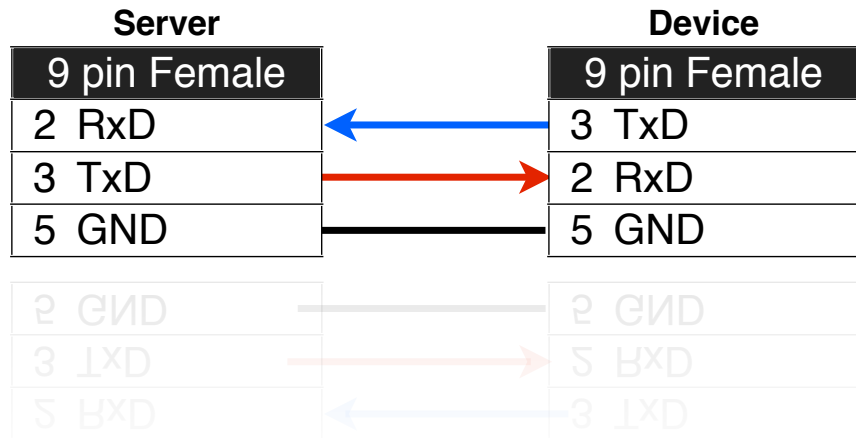 Server Device
9 pin Female 9 pin Female
2 RxD 3 TxD
3 TxD 2 RxD
5 GND 5 GND